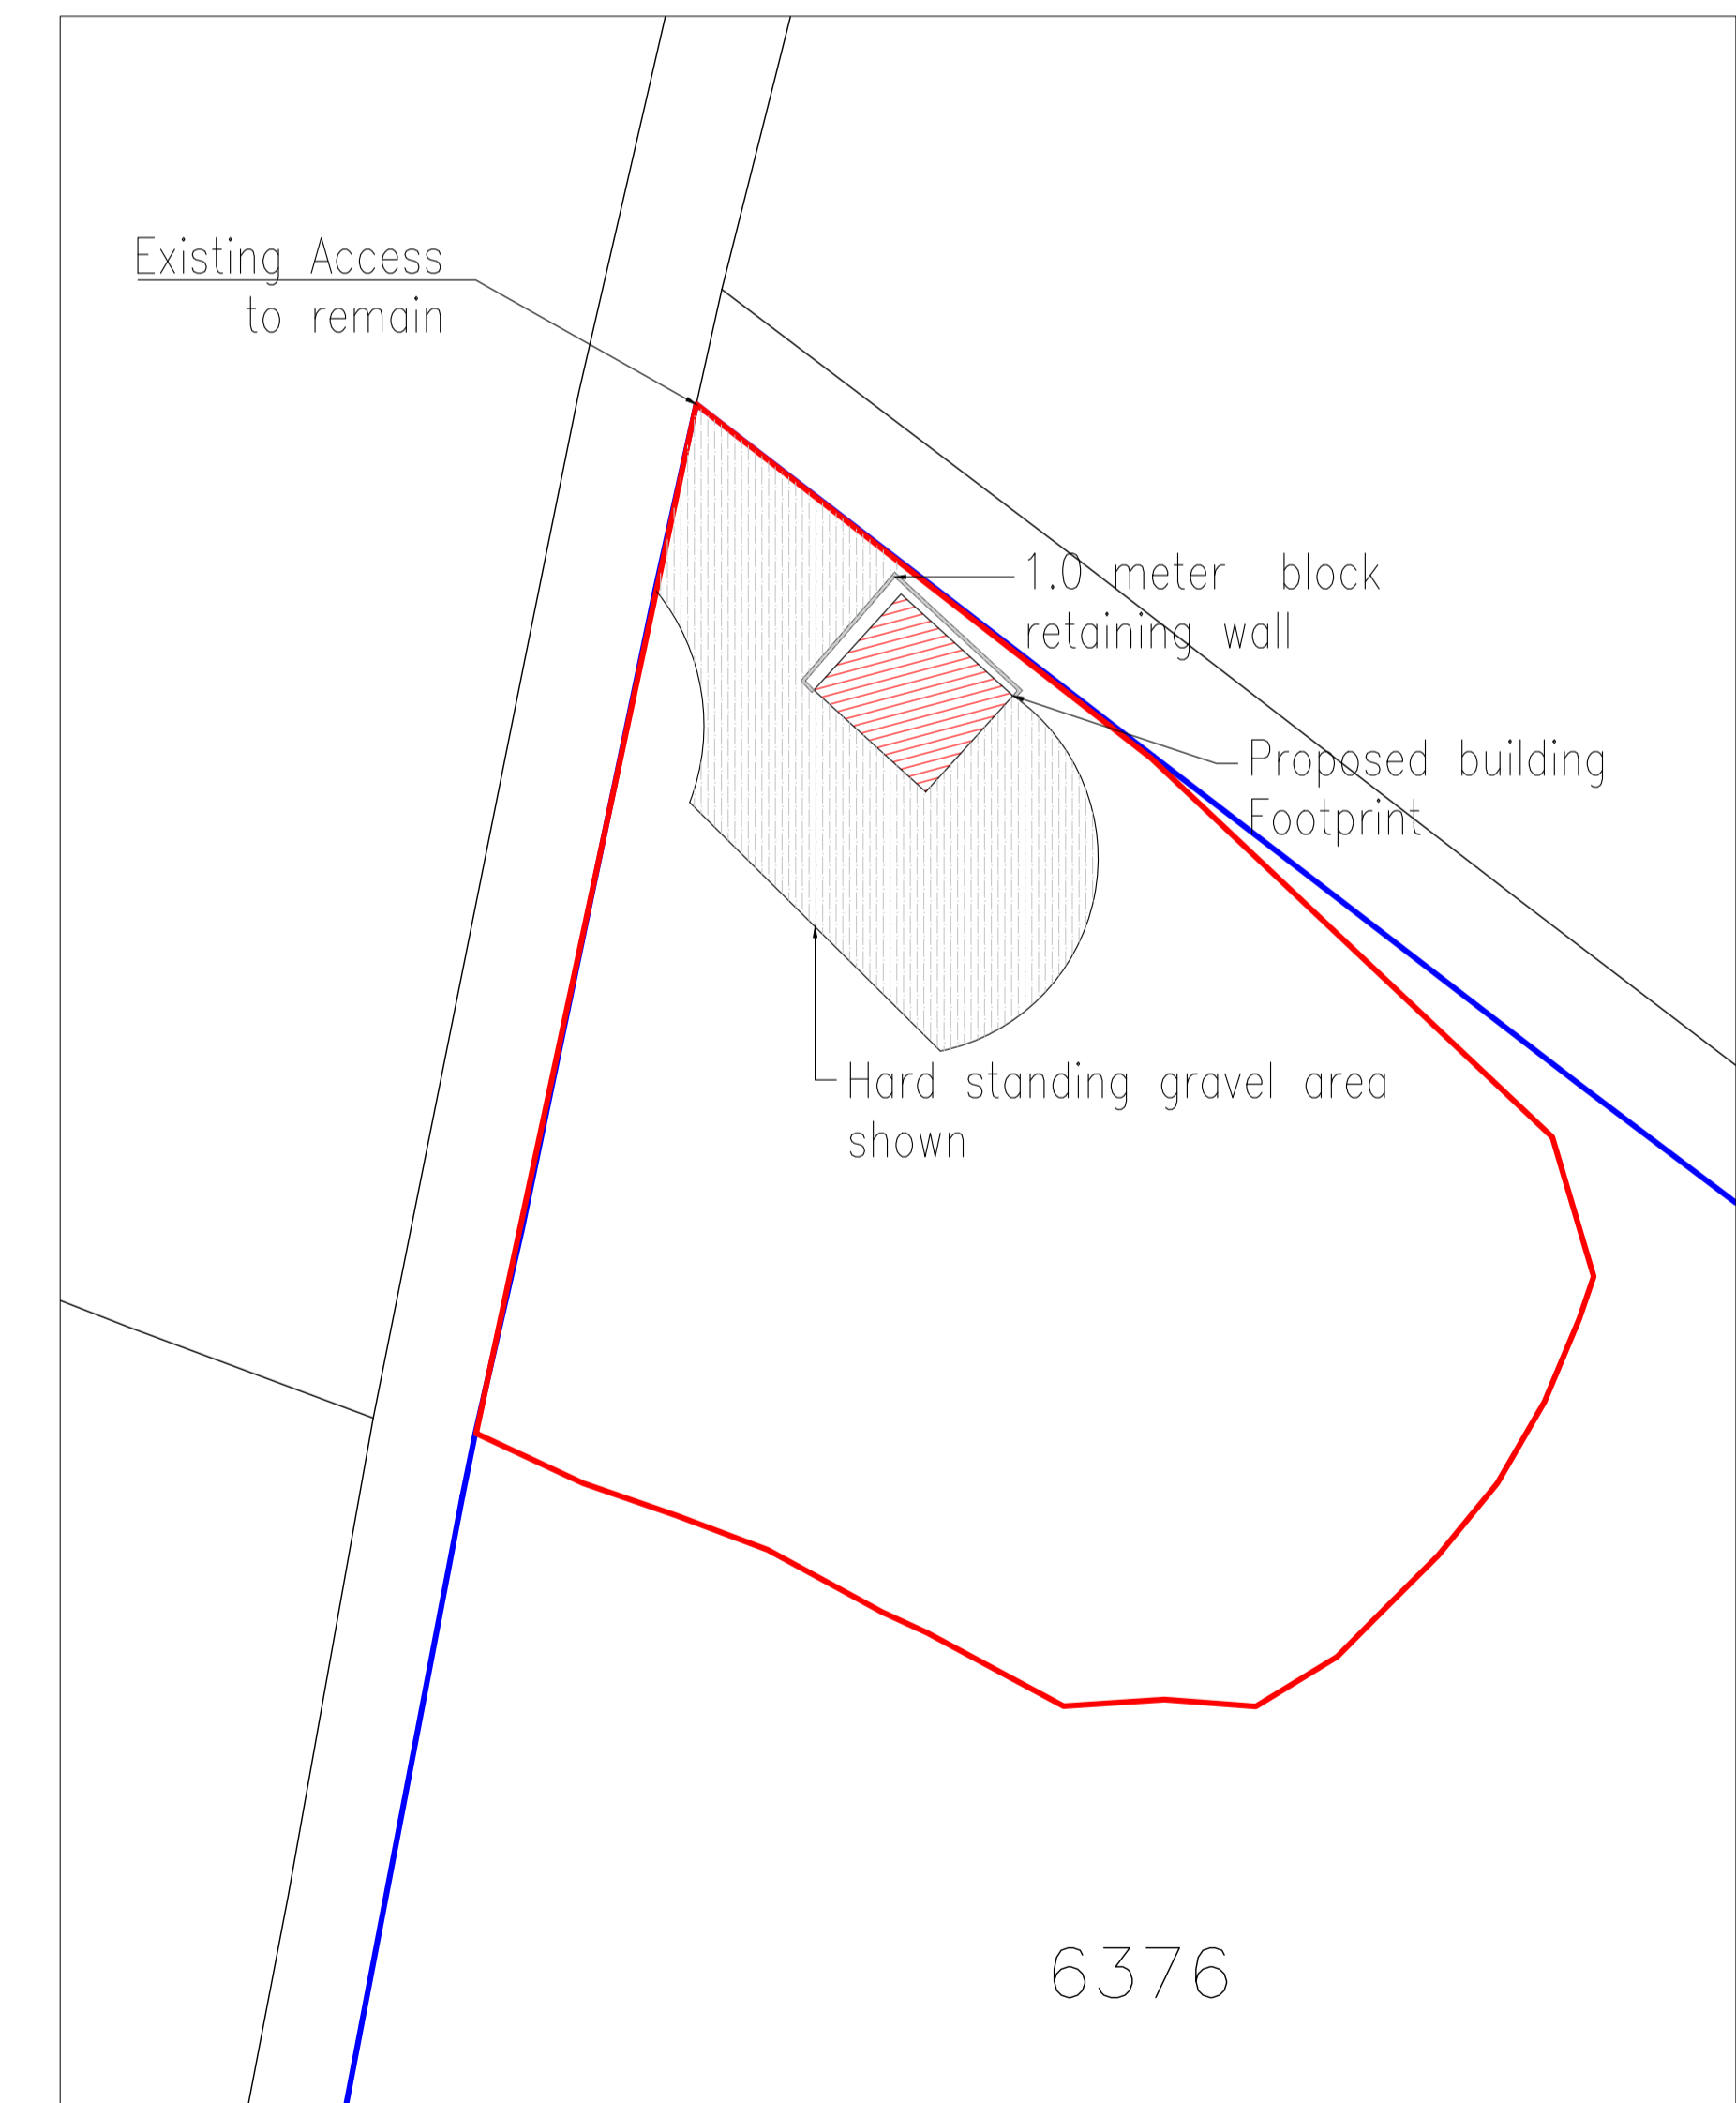 Existing Access
to remain
1.0 meter block
retaining wall
Proposed building
Footprint
Hard standing gravel area
shown
6376